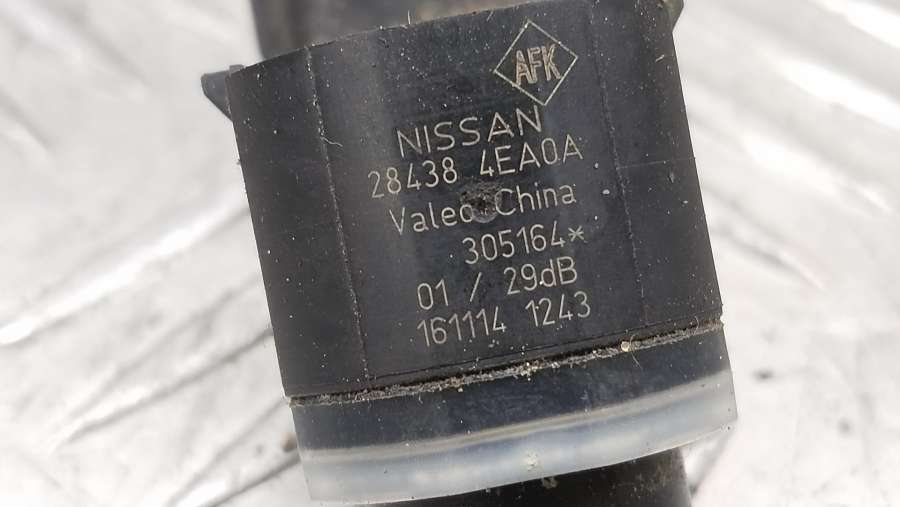 AFK
NISSAN
28438 4EA0A
Valeo China
305164*
01 / 29dB
161114 1243